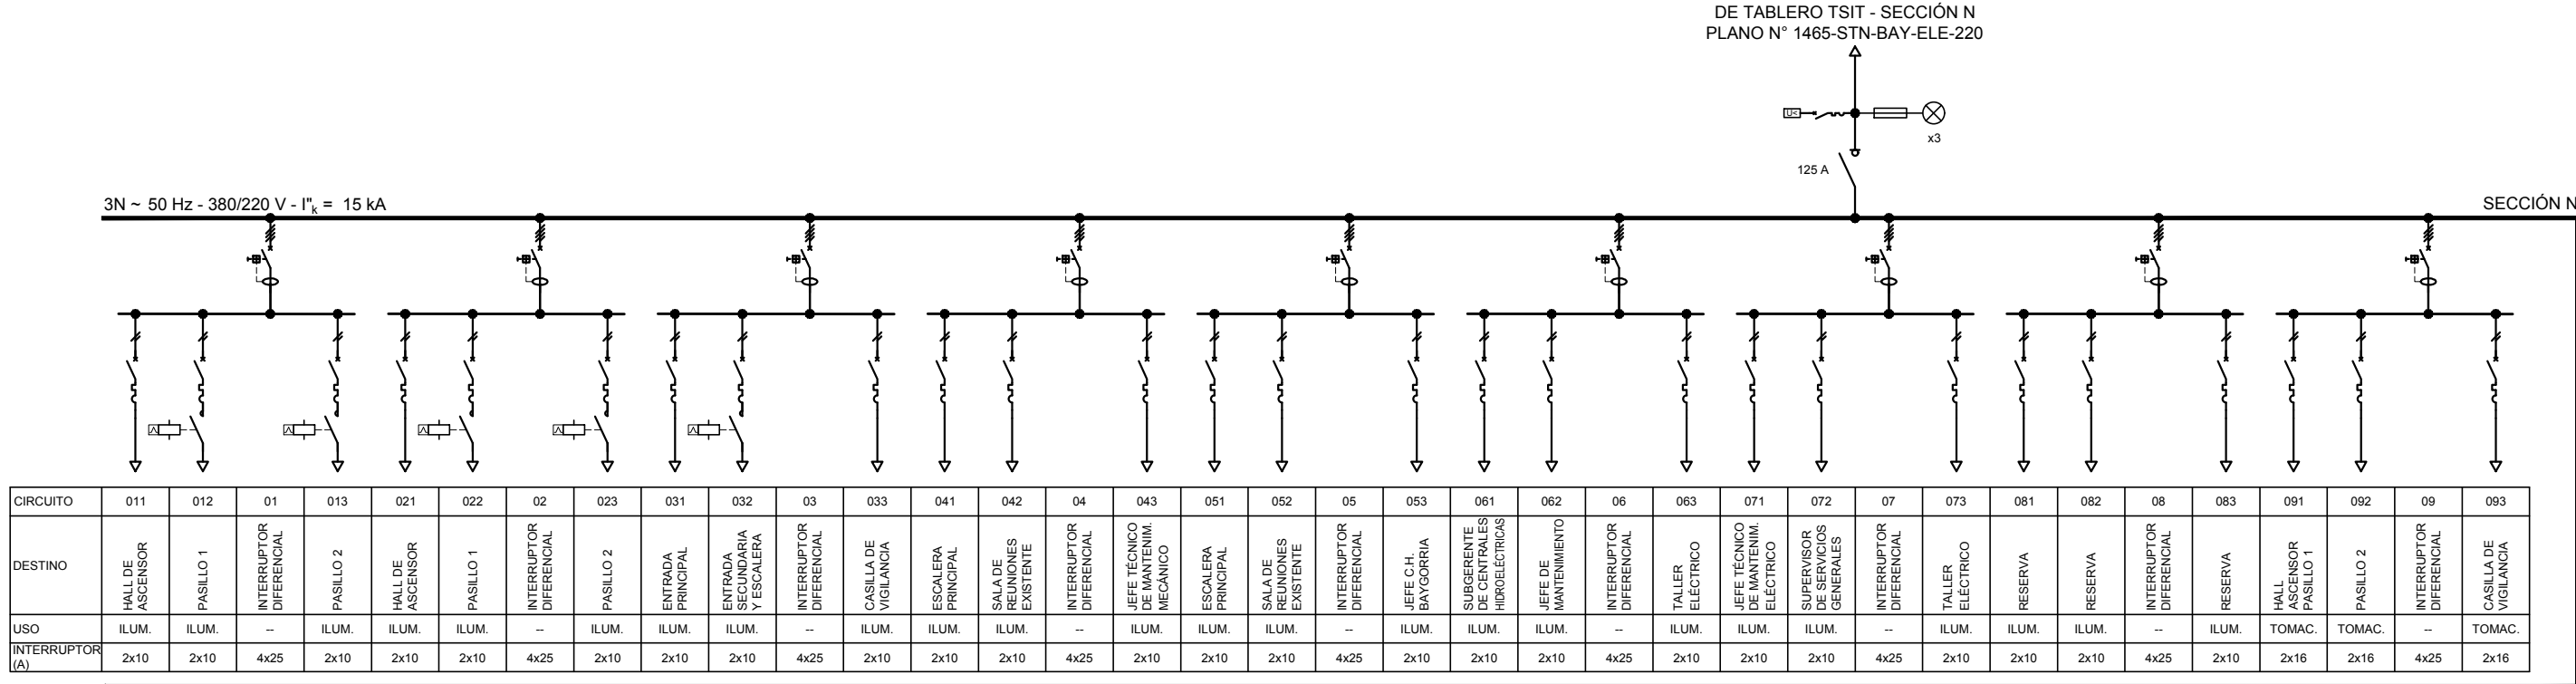 DE TABLERO TSIT - SECCIÓN N
PLANO N° 1465-STN-BAY-ELE-220
U<
x3
125 A
3N ~ 50 Hz - 380/220 V - I"k = 15 kA
SECCIÓN N
CIRCUITO 011 012 01 013 021 022 02 023 031 032 03 033 041 042 04 043 051 052 05 053 061 062 06 063 071 072 07 073 081 082 08 083 091 092 09 093
DESTINO
HALL DE
ASCENSOR
PASILLO 1
INTERRUPTOR
DIFERENCIAL
PASILLO 2
HALL DE
ASCENSOR
PASILLO 1
INTERRUPTOR
DIFERENCIAL
PASILLO 2
ENTRADA
PRINCIPAL
ENTRADA
SECUNDARIA
Y ESCALERA
INTERRUPTOR
DIFERENCIAL
CASILLA DE
VIGILANCIA
ESCALERA
PRINCIPAL
SALA DE
REUNIONES
EXISTENTE
INTERRUPTOR
DIFERENCIAL
JEFE TÉCNICO
DE MANTENIM.
MECÁNICO
ESCALERA
PRINCIPAL
SALA DE
REUNIONES
EXISTENTE
INTERRUPTOR
DIFERENCIAL
JEFE C.H.
BAYGORRIA
SUBGERENTE
DE CENTRALES
HIDROELÉCTRICAS
JEFE DE
MANTENIMIENTO
INTERRUPTOR
DIFERENCIAL
TALLER
ELÉCTRICO
JEFE TÉCNICO
DE MANTENIM.
ELÉCTRICO
SUPERVISOR
DE SERVICIOS
GENERALES
INTERRUPTOR
DIFERENCIAL
TALLER
ELÉCTRICO
RESERVA
RESERVA
INTERRUPTOR
DIFERENCIAL
RESERVA
HALL
ASCENSOR
PASILLO 1
PASILLO 2
INTERRUPTOR
DIFERENCIAL
CASILLA DE
VIGILANCIA
USO ILUM. ILUM. -- ILUM. ILUM. ILUM. -- ILUM. ILUM. ILUM. -- ILUM. ILUM. ILUM. -- ILUM. ILUM. ILUM. -- ILUM. ILUM. ILUM. -- ILUM. ILUM. ILUM. -- ILUM. ILUM. ILUM. -- ILUM. TOMAC. TOMAC. -- TOMAC.
INTERRUPTOR
(A) 2x10 2x10 4x25 2x10 2x10 2x10 4x25 2x10 2x10 2x10 4x25 2x10 2x10 2x10 4x25 2x10 2x10 2x10 4x25 2x10 2x10 2x10 4x25 2x10 2x10 2x10 4x25 2x10 2x10 2x10 4x25 2x10 2x16 2x16 4x25 2x16